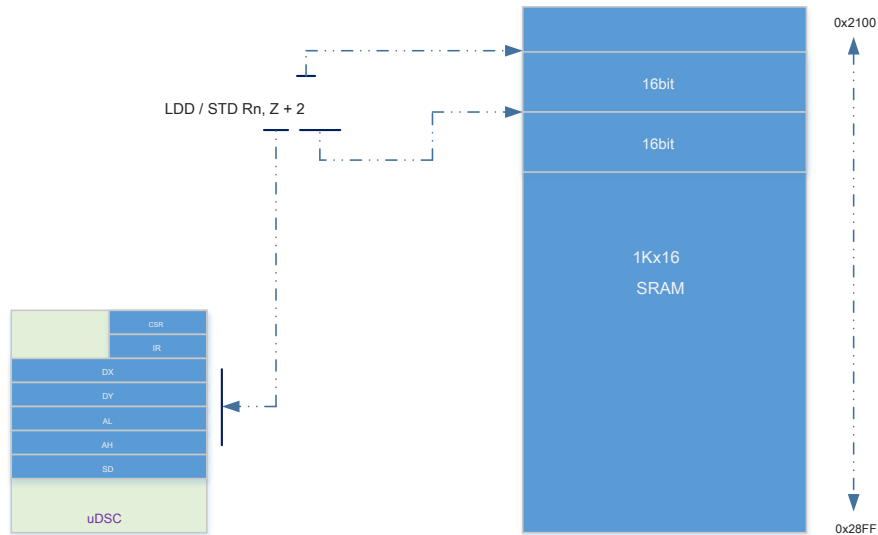 0x2100
16bit
LDD / STD Rn, Z + 2
16bit
1Kx16
SRAM
CSR
IR
DX
DY
AL
AH
SD
uDSC
0x28FF